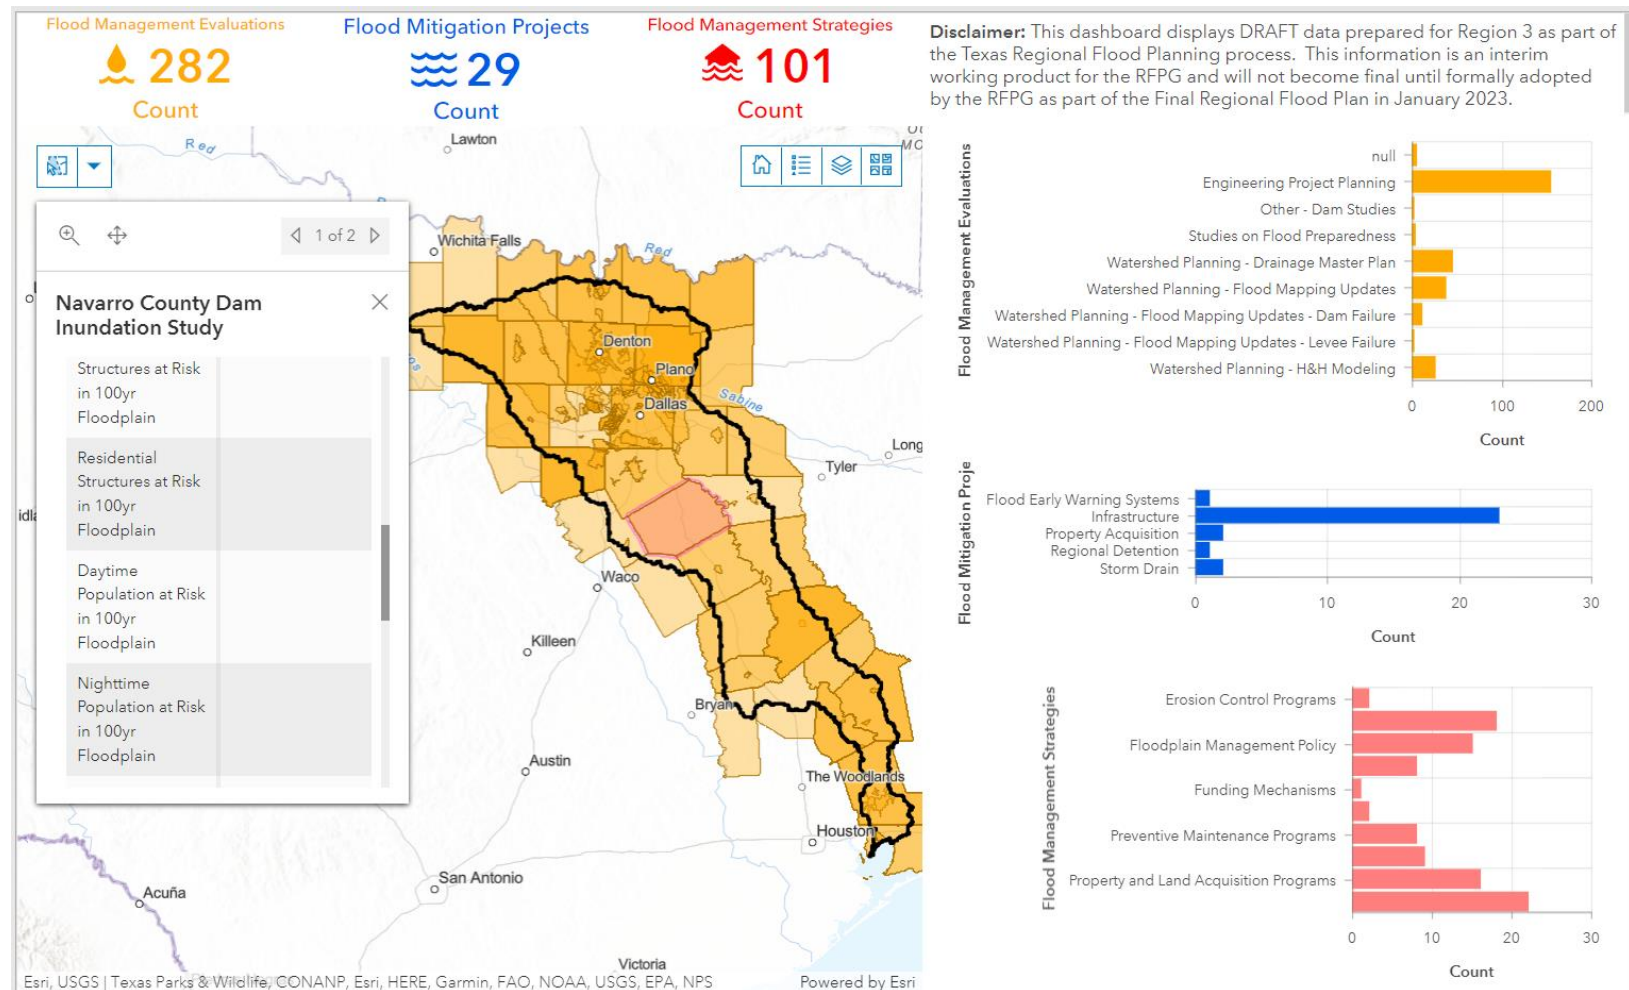 Flood Management Evaluations
282
Count
Flood Mitigation Projects
29
Count
Flood Management Strategies
101
Count
Disclaimer: This dashboard displays DRAFT data prepared for Region 3 as part of
the Texas Regional Flood Planning process. This information is an interim
working product for the RFPG and will not become final until formally adopted
by the RFPG as part of the Final Regional Flood Plan in January 2023.
Red
Lawton
Wichita Falls
Red
Denton
Plano
Dallas
Sabine
Long
Tyler
Waco
Killeen
Bryan
Austin
The Woodlands
Houston
San Antonio
Acuña
Victoria
1 of 2
Navarro County Dam
Inundation Study
Structures at Risk
in 100yr
Floodplain
Residential
Structures at Risk
in 100yr
Floodplain
Daytime
Population at Risk
in 100yr
Floodplain
Nighttime
Population at Risk
in 100yr
Floodplain
Esri, USGS | Texas Parks & Wildlife, CONANP, Esri, HERE, Garmin, FAO, NOAA, USGS, EPA, NPS
Powered by Esri
Flood Management Evaluations
null
Engineering Project Planning
Other - Dam Studies
Studies on Flood Preparedness
Watershed Planning - Drainage Master Plan
Watershed Planning - Flood Mapping Updates
Watershed Planning - Flood Mapping Updates - Dam Failure
Watershed Planning - Flood Mapping Updates - Levee Failure
Watershed Planning - H&H Modeling
0 100 200
Count
Flood Mitigation Proje
Flood Early Warning Systems
Infrastructure
Property Acquisition
Regional Detention
Storm Drain
0 10 20 30
Count
Flood Management Strategies
Erosion Control Programs
Floodplain Management Policy
Funding Mechanisms
Preventive Maintenance Programs
Property and Land Acquisition Programs
0 10 20 30
Count